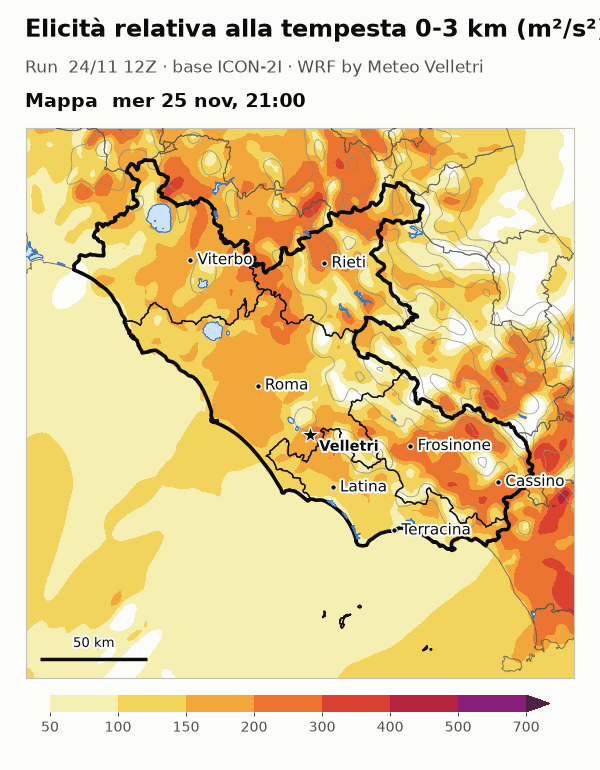 Elicità relativa alla tempesta 0-3 km (m²/s²)
Run 24/11 12Z · base ICON-2I · WRF by Meteo Velletri
Mappa mer 25 nov, 21:00
Viterbo
Rieti
Roma
Velletri
Frosinone
Latina
Cassino
Terracina
50 km
50 100 150 200 300 400 500 700